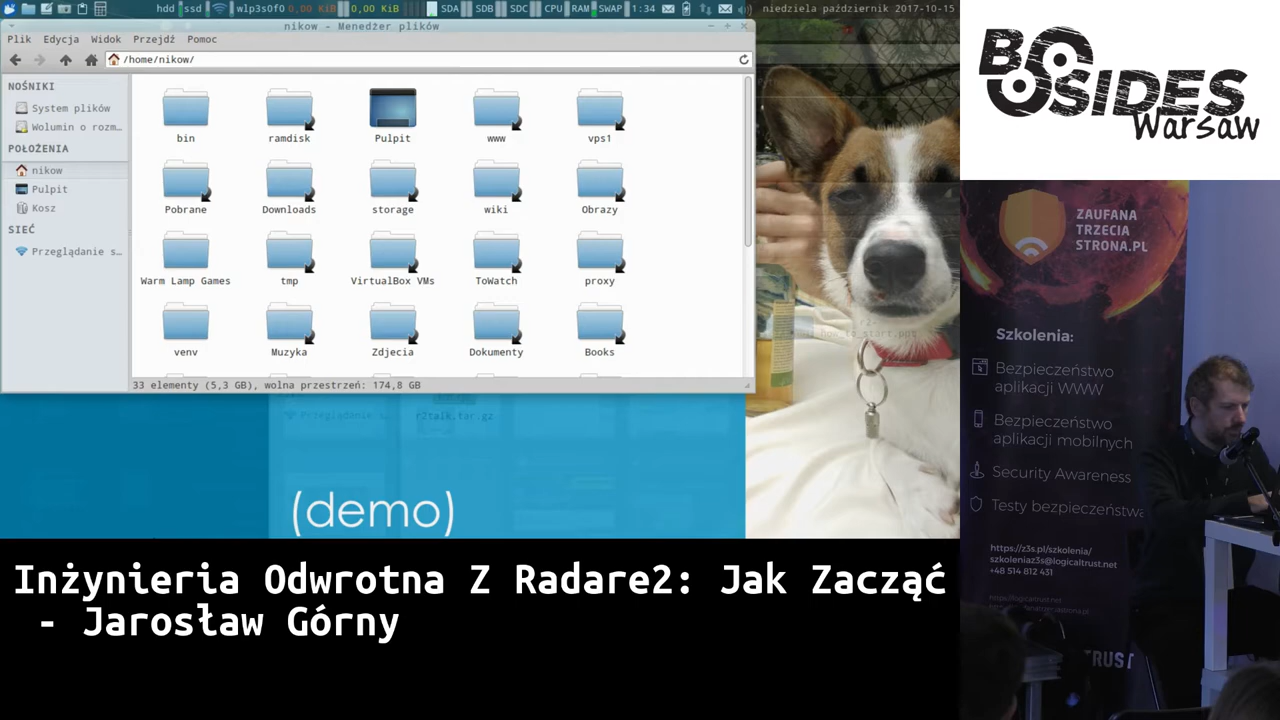 hdd ssd wlp3s0f0 0,00 KiB 0,00 KiB SDA SDB SDC CPU RAM SWAP 1:34 niedziela październik 2017-10-15
nikow - Menedżer plików
Plik Edycja Widok Przejdź Pomoc
/home/nikow/
NOŚNIKI
System plików
Wolumin o rozm…
POŁOŻENIA
nikow
Pulpit
Kosz
SIEĆ
Przeglądanie s…
bin ramdisk Pulpit www vps1
Pobrane Downloads storage wiki Obrazy
Warm Lamp Games tmp VirtualBox VMs ToWatch proxy
venv Muzyka Zdjecia Dokumenty Books
33 elementy (5,3 GB), wolna przestrzeń: 174,8 GB
Przeglądanie s… r2talk.tar.gz
(demo)
Inżynieria Odwrotna Z Radare2: Jak Zacząć
- Jarosław Górny
BSIDES
Warsaw
ZAUFANA
TRZECIA
STRONA.PL
Szkolenia:
Bezpieczeństwo
aplikacji WWW
Bezpieczeństwo
aplikacji mobilnych
Security Awareness
Testy bezpieczeństwa
https://z3s.pl/szkolenia/
szkoleniaz3s@logicaltrust.net
+48 514 812 431
TRUST